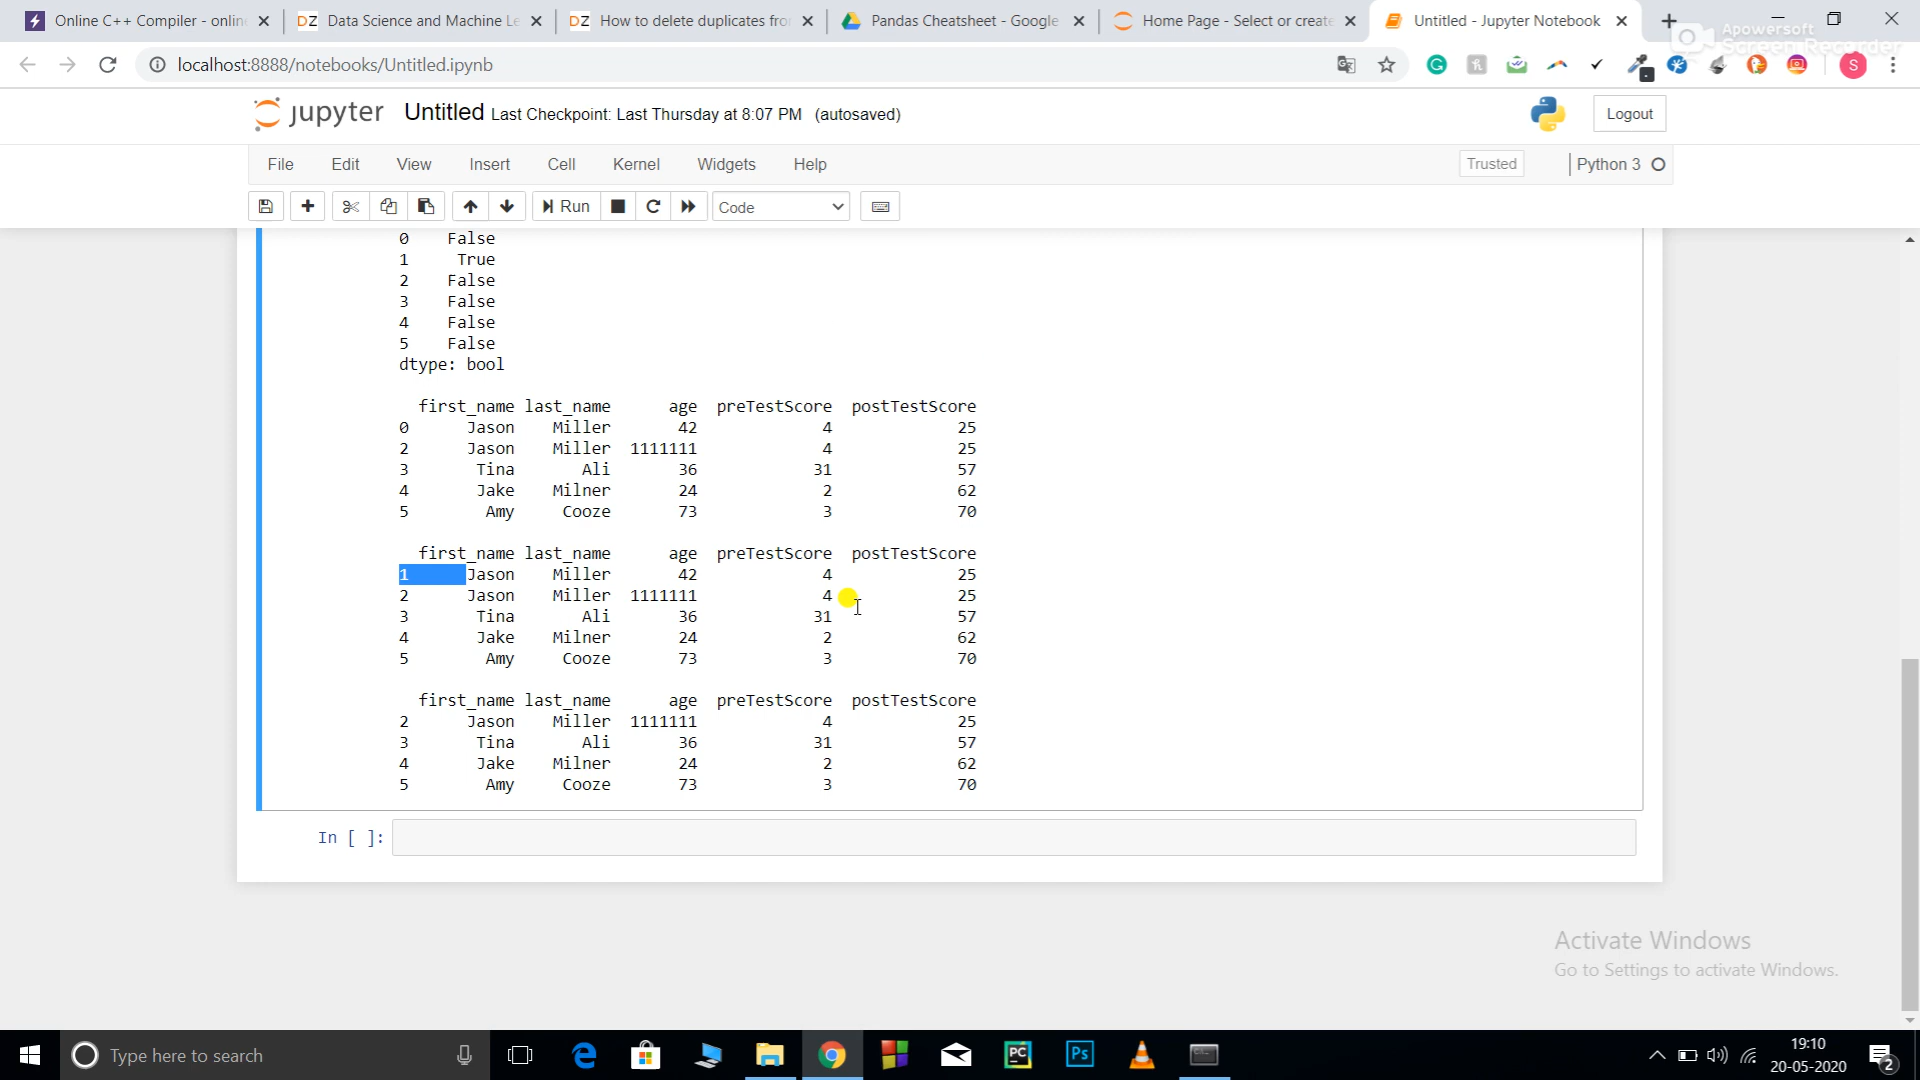 Online C++ Compiler - online
Data Science and Machine Le
How to delete duplicates fro
Pandas Cheatsheet - Google
Home Page - Select or create
Untitled - Jupyter Notebook
Apowersoft
Screen Recorder
localhost:8888/notebooks/Untitled.ipynb
S
jupyter Untitled Last Checkpoint: Last Thursday at 8:07 PM (autosaved)
Logout
File Edit View Insert Cell Kernel Widgets Help
Trusted Python 3
Run Code
0 False
1 True
2 False
3 False
4 False
5 False
dtype: bool
first_name last_name age preTestScore postTestScore
0 Jason Miller 42 4 25
2 Jason Miller 1111111 4 25
3 Tina Ali 36 31 57
4 Jake Milner 24 2 62
5 Amy Cooze 73 3 70
first_name last_name age preTestScore postTestScore
1 Jason Miller 42 4 25
2 Jason Miller 1111111 4 25
3 Tina Ali 36 31 57
4 Jake Milner 24 2 62
5 Amy Cooze 73 3 70
first_name last_name age preTestScore postTestScore
2 Jason Miller 1111111 4 25
3 Tina Ali 36 31 57
4 Jake Milner 24 2 62
5 Amy Cooze 73 3 70
In [ ]:
Activate Windows
Go to Settings to activate Windows.
Type here to search
PC
Ps
19:10
20-05-2020
2